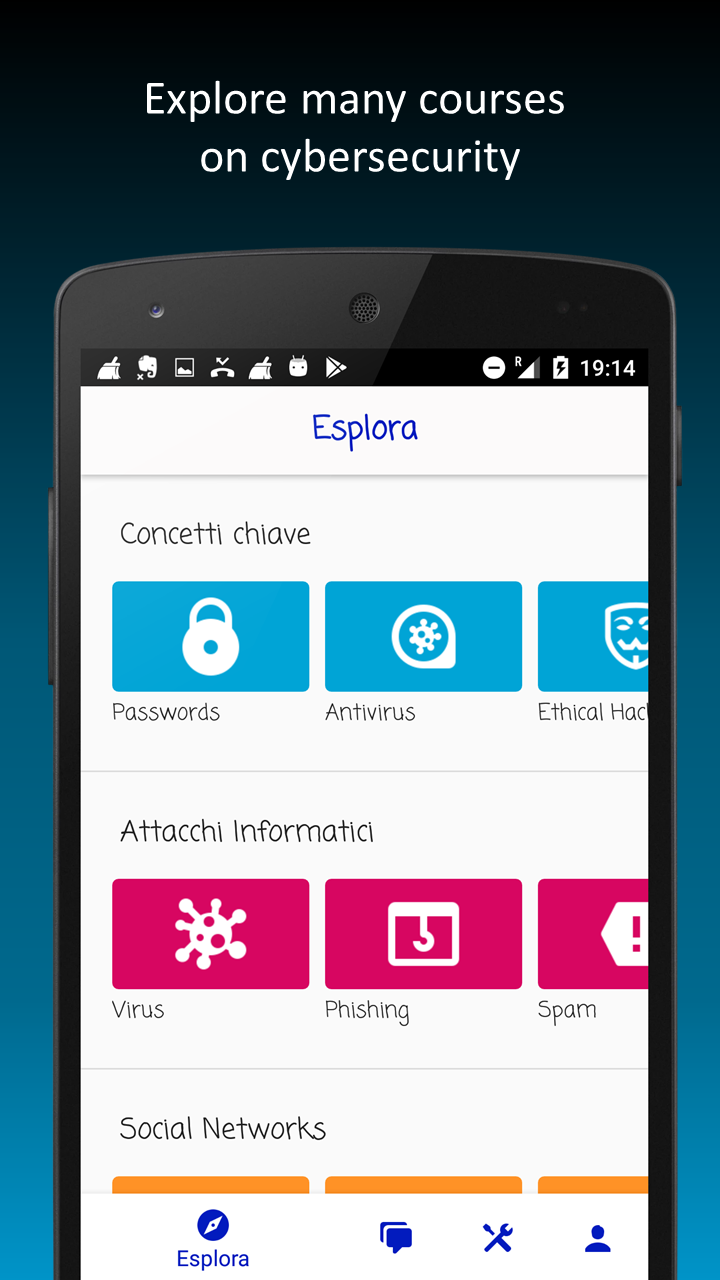 Explore many courses
on cybersecurity
R
19:14
Esplora
Concetti chiave
Passwords
Antivirus
Ethical Hac
Attacchi Informatici
Virus
Phishing
Spam
Social Networks
Esplora